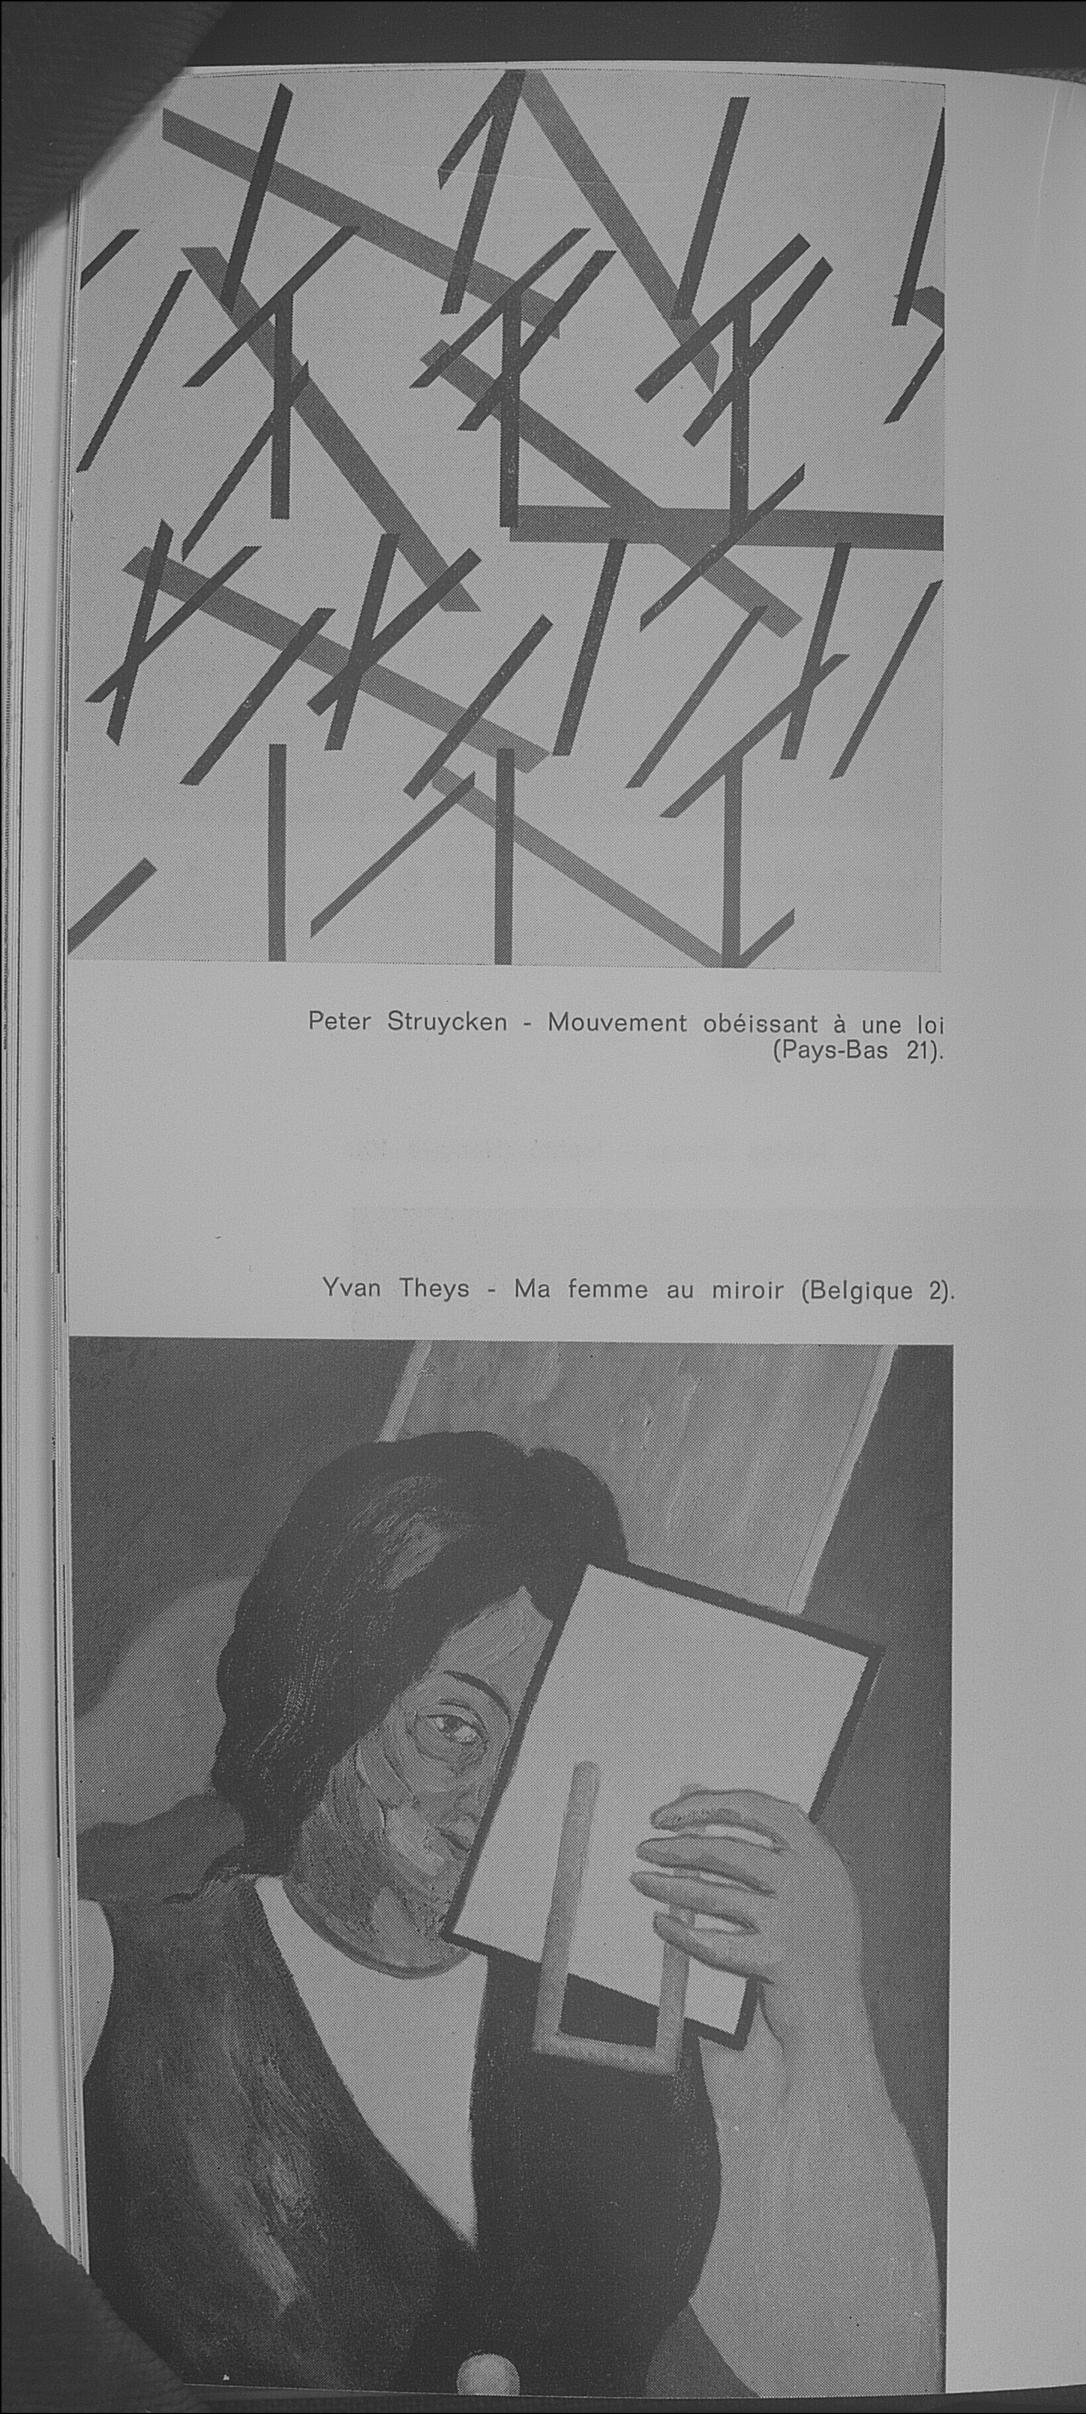 Peter Struycken - Mouvement obéissant à une loi
(Pays-Bas 21).
Yvan Theys - Ma femme au miroir (Belgique 2).